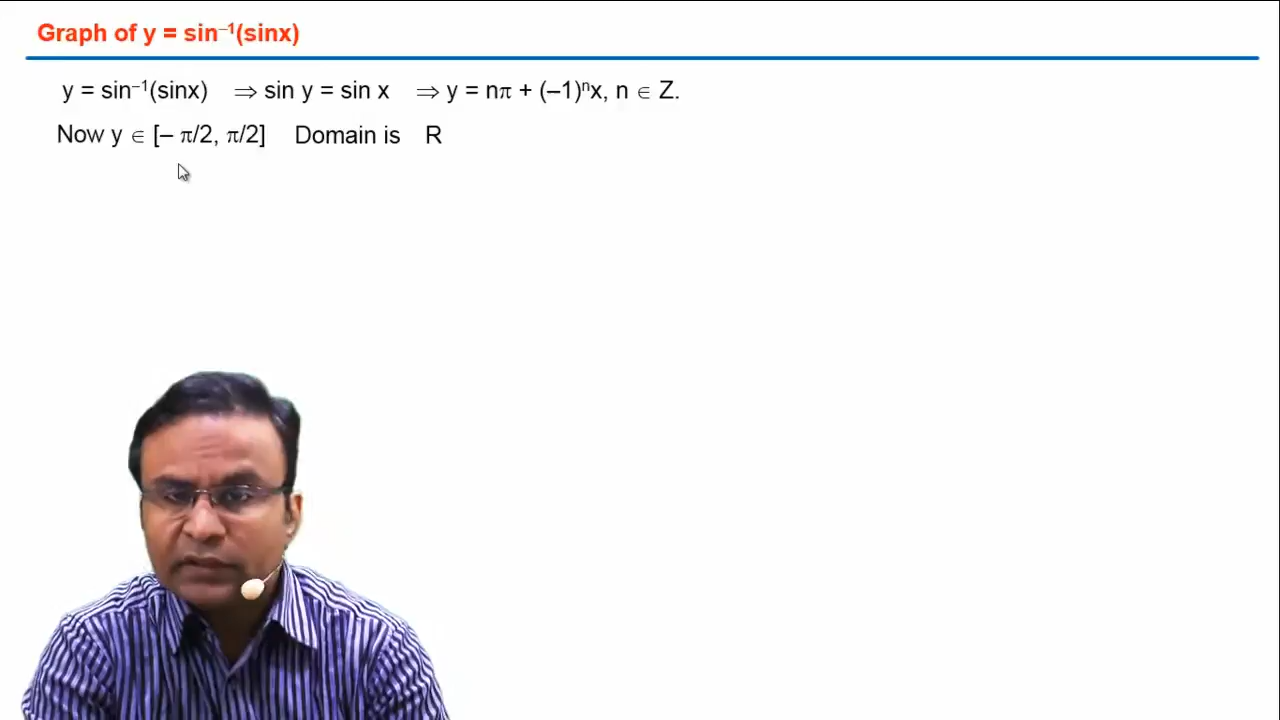 Graph of y = sin⁻¹(sinx)
y = sin⁻¹(sinx) ⇒ sin y = sin x ⇒ y = nπ + (–1)ⁿx, n ∈ Z.
Now y ∈ [– π/2, π/2] Domain is R